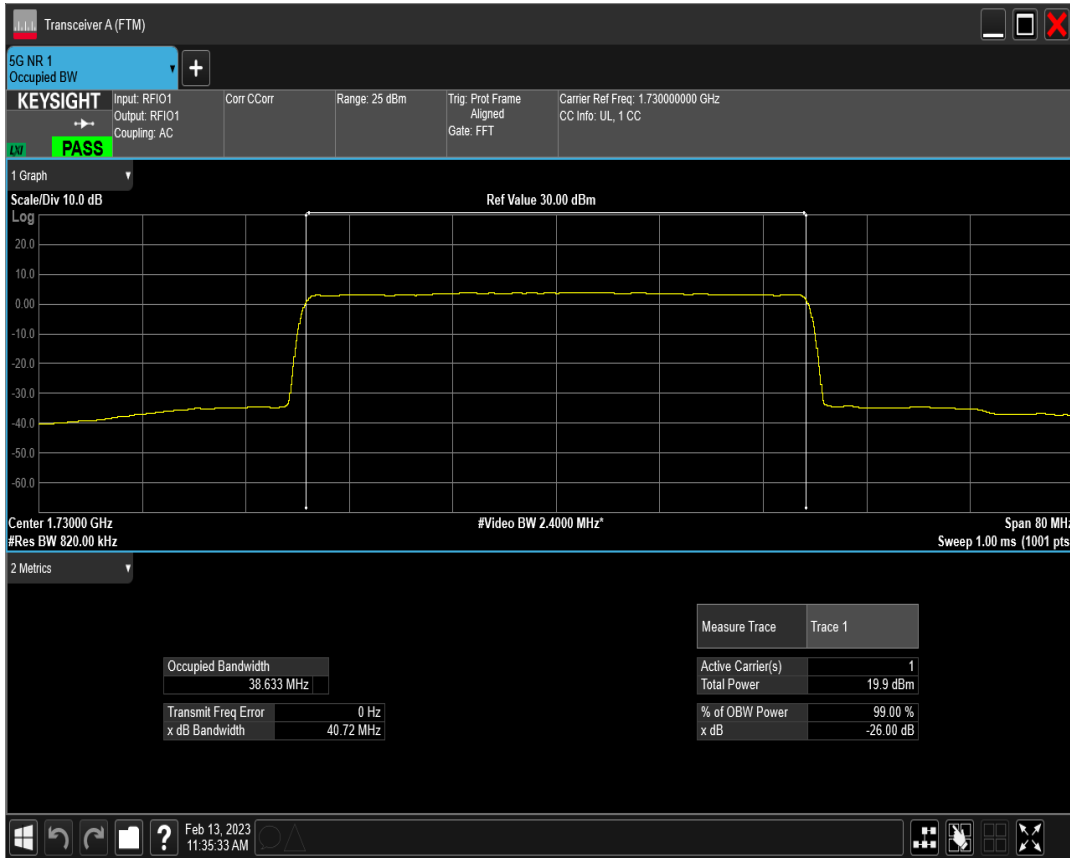 Transceiver A (FTM)
5G NR 1
Occupied BW
+
KEYSIGHT
LXI
PASS
Input: RFIO1
Output: RFIO1
Coupling: AC
Corr CCorr
Range: 25 dBm
Trig: Prot Frame
Aligned
Gate: FFT
Carrier Ref Freq: 1.730000000 GHz
CC Info: UL, 1 CC
1 Graph
Scale/Div 10.0 dB
Ref Value 30.00 dBm
Log
20.0
10.0
0.00
-10.0
-20.0
-30.0
-40.0
-50.0
-60.0
Center 1.73000 GHz
#Video BW 2.4000 MHz*
Span 80 MHz
#Res BW 820.00 kHz
Sweep 1.00 ms (1001 pts
2 Metrics
Measure Trace Trace 1
Occupied Bandwidth
38.633 MHz
Active Carrier(s) 1
Total Power 19.9 dBm
Transmit Freq Error 0 Hz
x dB Bandwidth 40.72 MHz
% of OBW Power 99.00 %
x dB -26.00 dB
?
Feb 13, 2023
11:35:33 AM